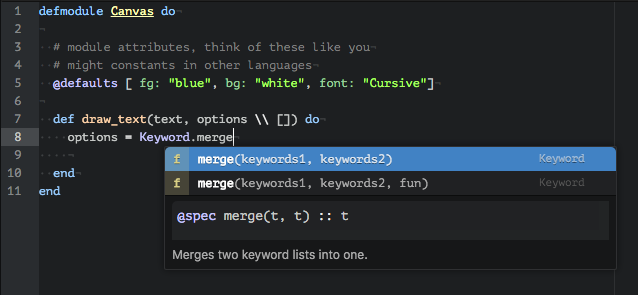 1 defmodule Canvas do¬
2 ¬
3 # module attributes, think of these like you¬
4 # might constants in other languages¬
5 @defaults [ fg: "blue", bg: "white", font: "Cursive"]¬
6 ¬
7 def draw_text(text, options \\ []) do¬
8 options = Keyword.merge
f merge(keywords1, keywords2) Keyword
9 ¬
f merge(keywords1, keywords2, fun) Keyword
10 end¬
11 end
@spec merge(t, t) :: t
Merges two keyword lists into one.